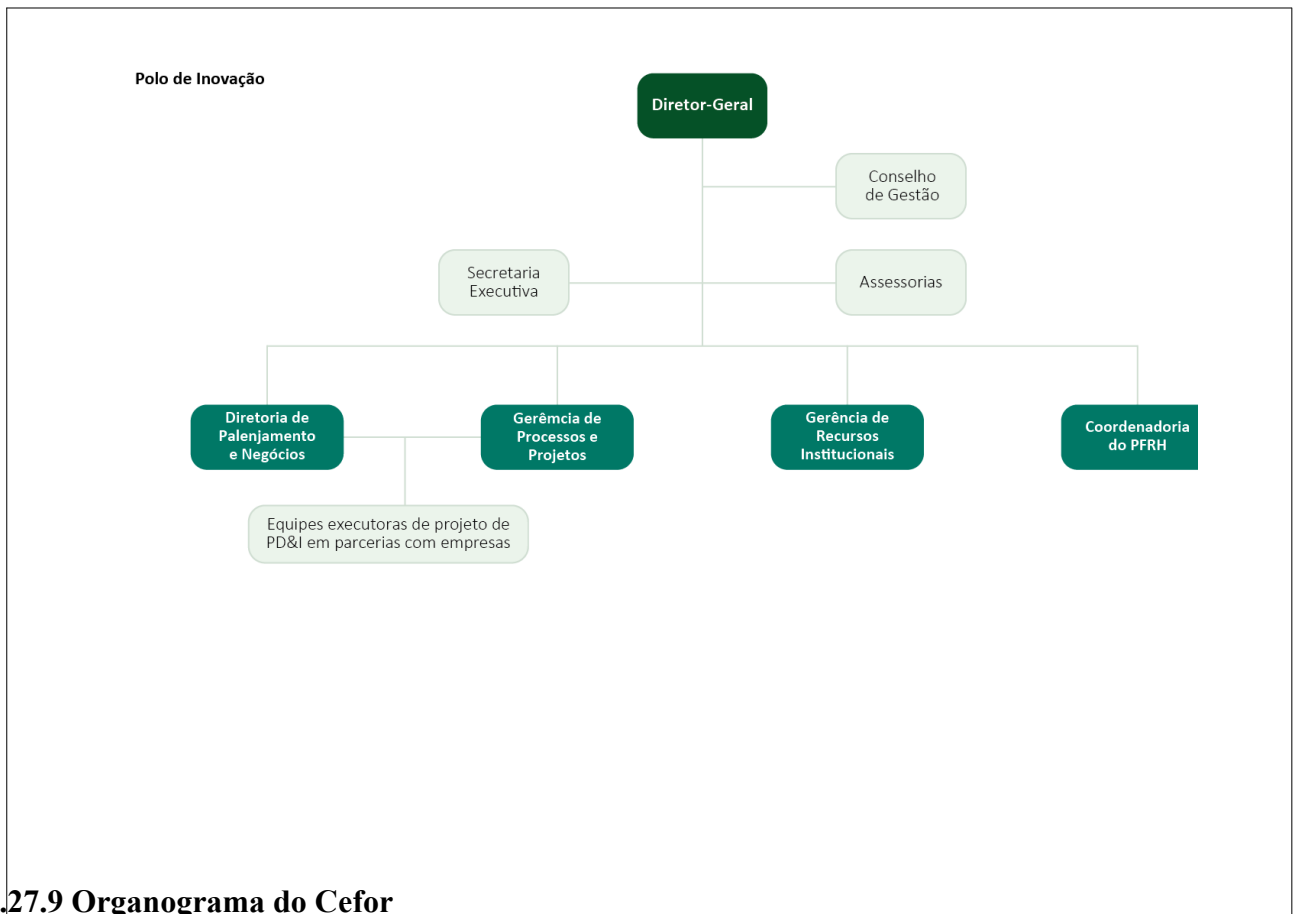 Polo de Inovação
Diretor-Geral
Conselho
de Gestão
Secretaria
Executiva
Assessorias
Diretoria de
Palenjamento
e Negócios
Gerêmcia de
Processos e
Projetos
Gerência de
Recursos
Institucionais
Coordenadoria
do PFRH
Equipes executoras de projeto de
PD&I em parcerias com empresas
.27.9 Organograma do Cefor